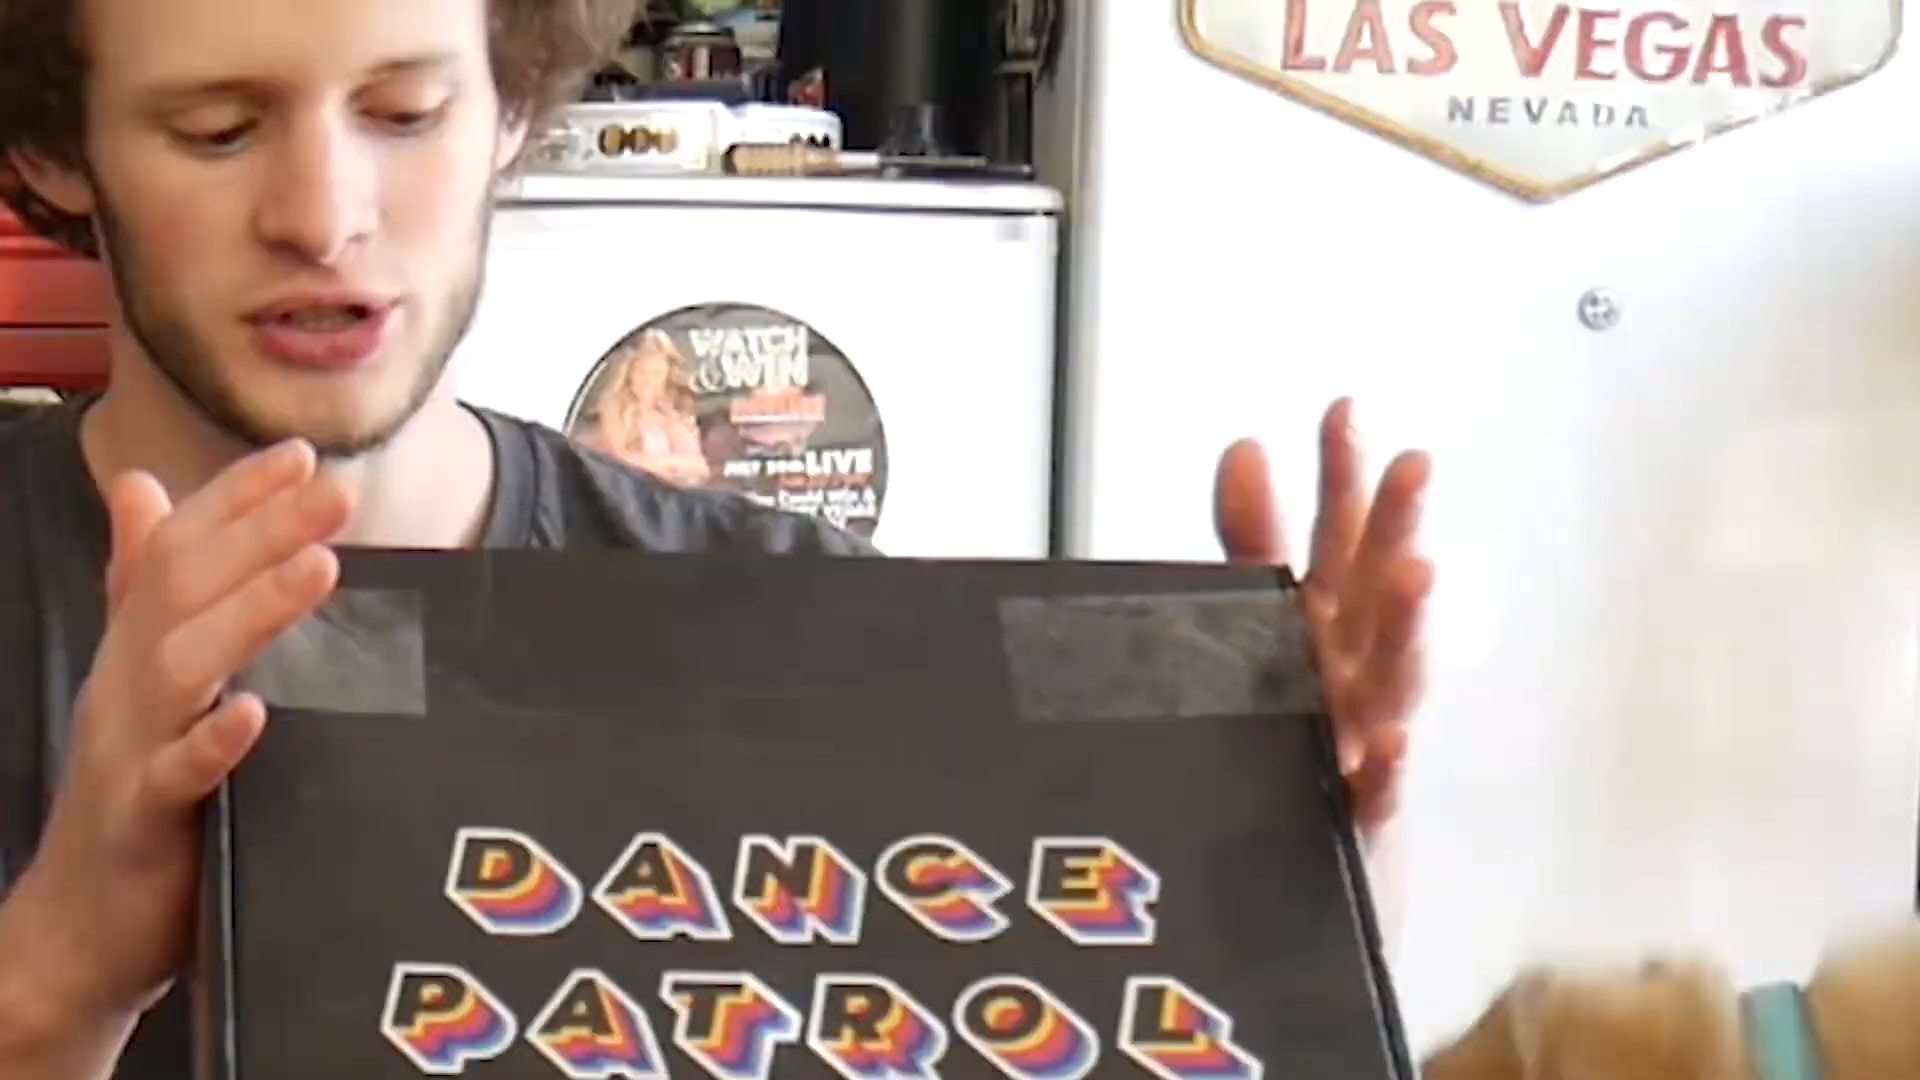 LAS VEGAS
NEVADA
WATCH
& WIN
LIVE
DANCE
PATROL